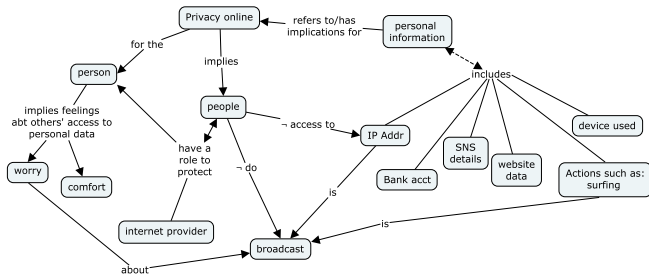 Privacy online
refers to/has
implications for
personal
information
for the
implies
person
includes
people
implies feelings
abt others' access to
personal data
¬ access to
IP Addr
device used
have a
role to
protect
SNS
details
website
data
Actions such as:
surfing
worry
comfort
¬ do
Bank acct
is
internet provider
is
broadcast
about